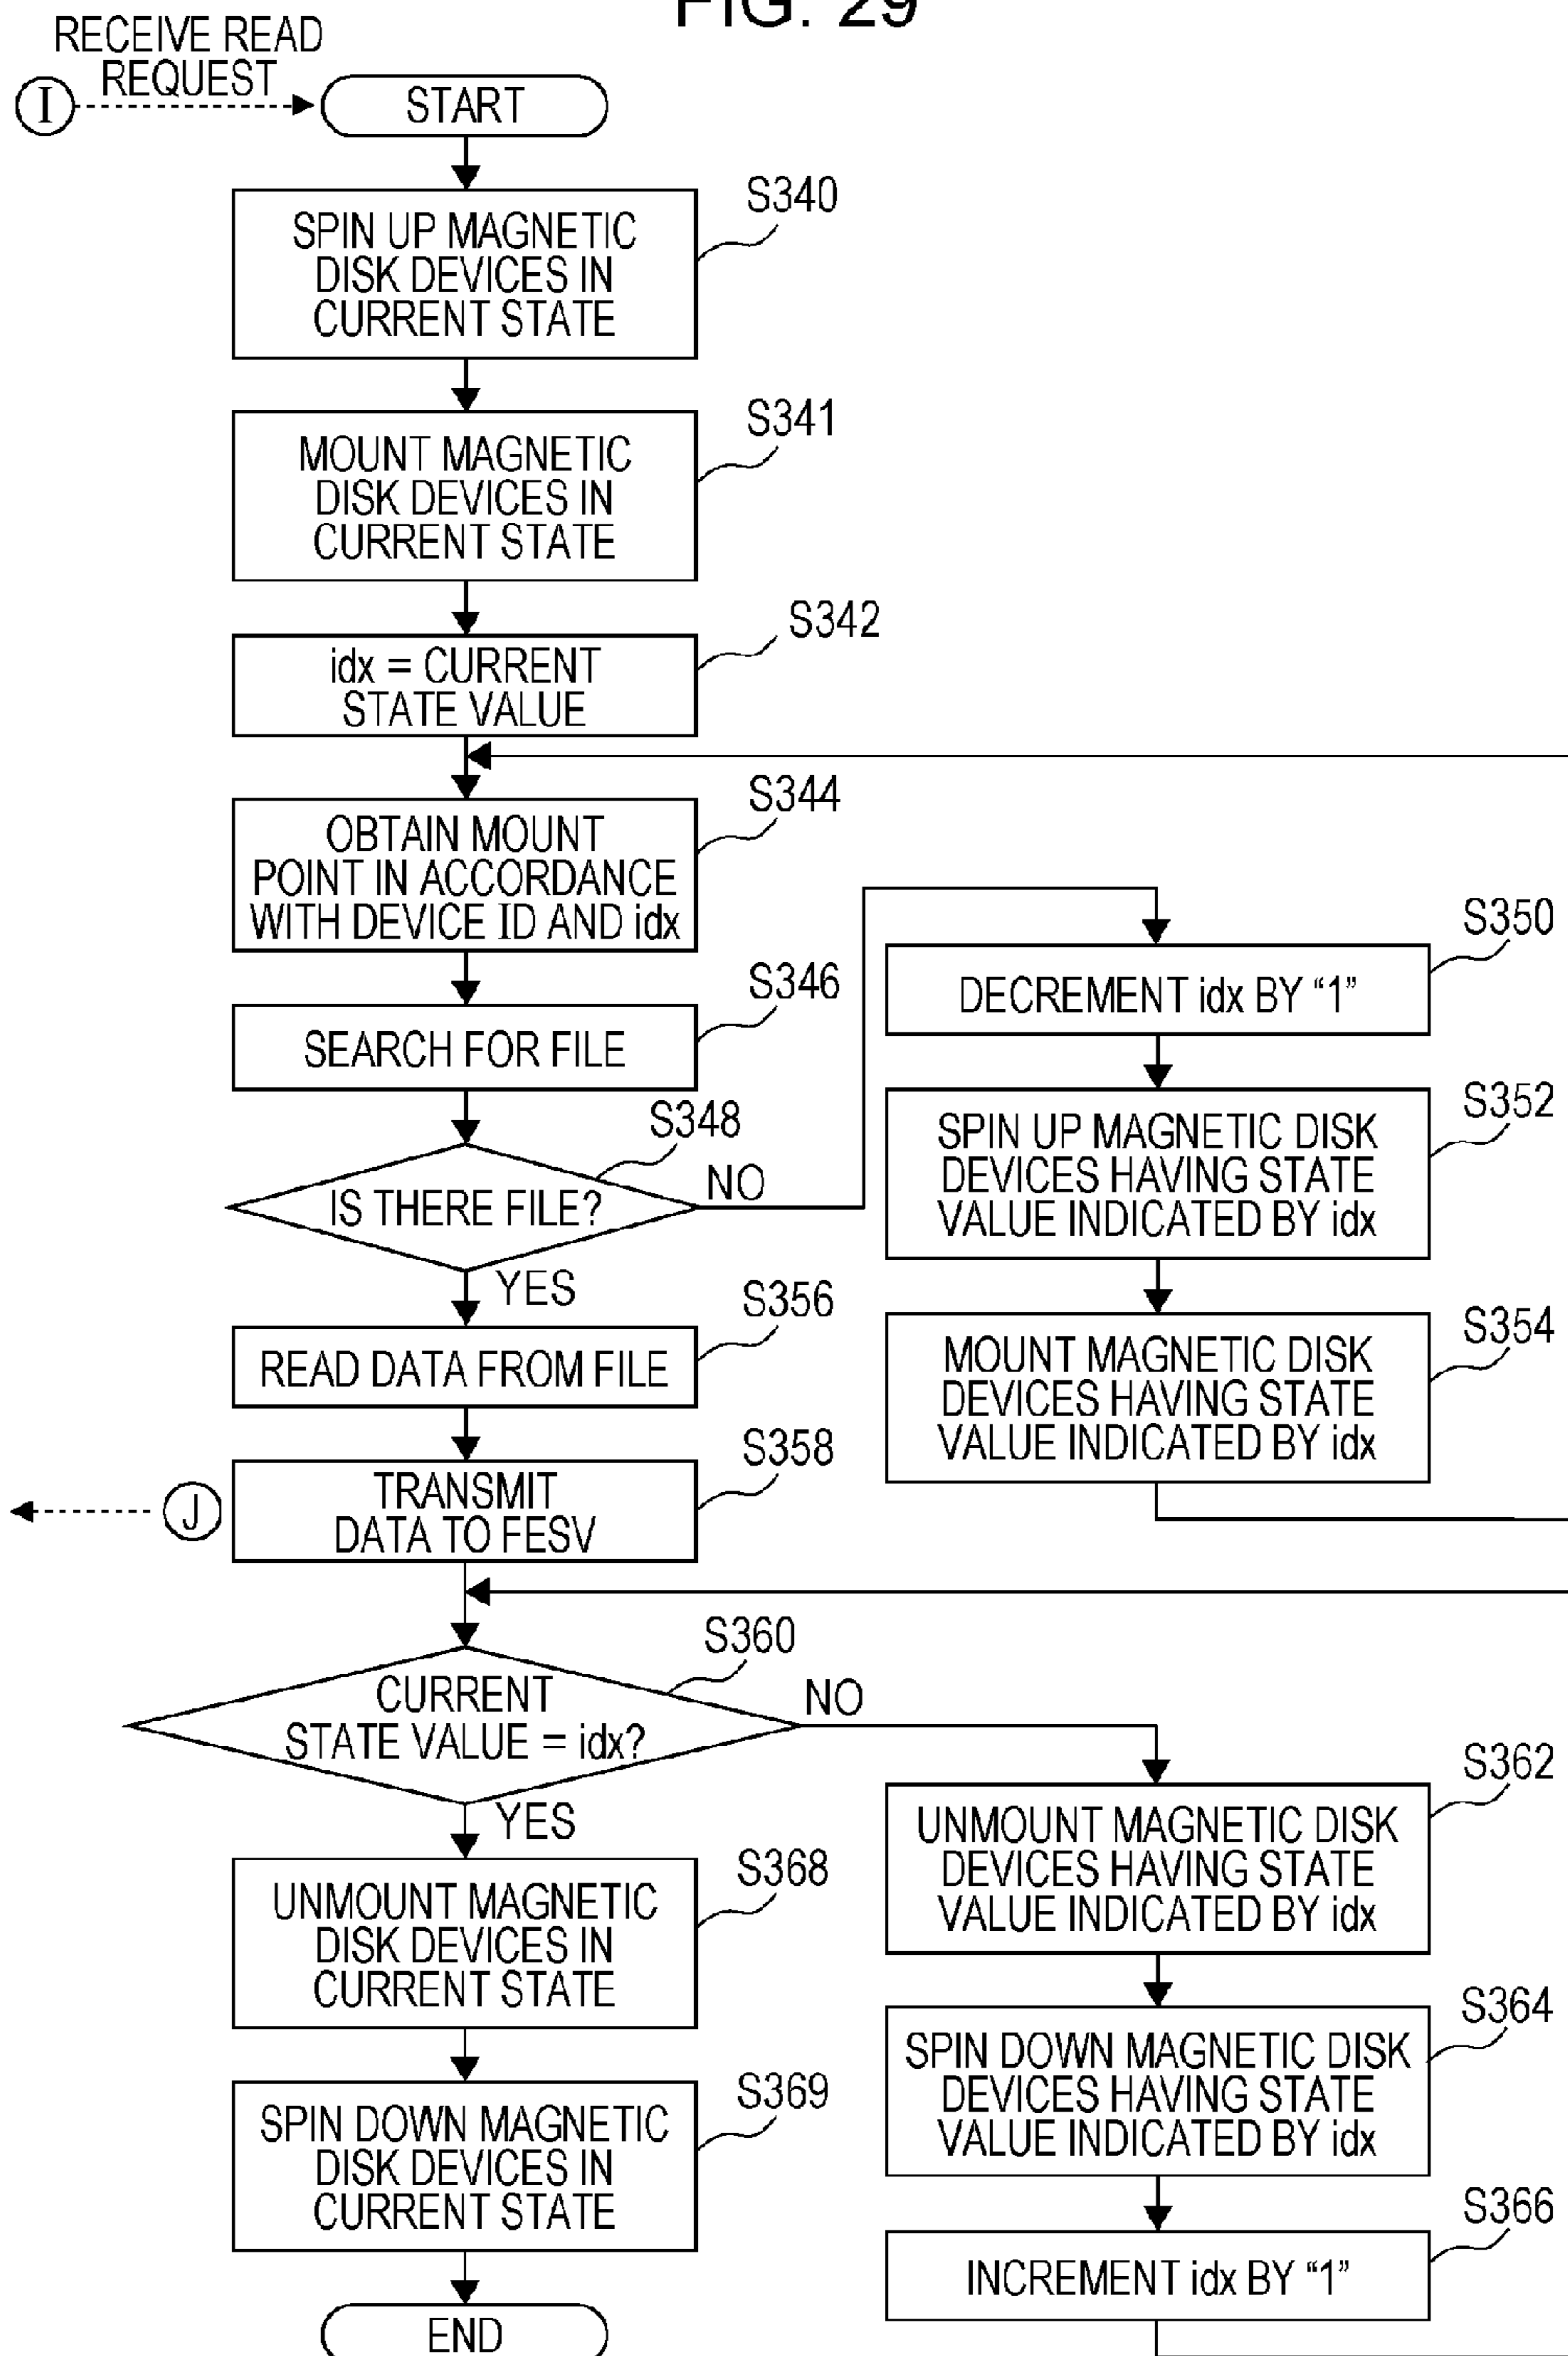 FIG. 29
RECEIVE READ
REQUEST
I
START
S340
SPIN UP MAGNETIC
DISK DEVICES IN
CURRENT STATE
S341
MOUNT MAGNETIC
DISK DEVICES IN
CURRENT STATE
S342
idx = CURRENT
STATE VALUE
S344
OBTAIN MOUNT
POINT IN ACCORDANCE
WITH DEVICE ID AND idx
S346
SEARCH FOR FILE
S348
IS THERE FILE?
NO
YES
S350
DECREMENT idx BY “1”
S352
SPIN UP MAGNETIC DISK
DEVICES HAVING STATE
VALUE INDICATED BY idx
S354
MOUNT MAGNETIC DISK
DEVICES HAVING STATE
VALUE INDICATED BY idx
S356
READ DATA FROM FILE
S358
J
TRANSMIT
DATA TO FESV
S360
CURRENT
STATE VALUE = idx?
NO
YES
S362
UNMOUNT MAGNETIC DISK
DEVICES HAVING STATE
VALUE INDICATED BY idx
S364
SPIN DOWN MAGNETIC DISK
DEVICES HAVING STATE
VALUE INDICATED BY idx
S366
INCREMENT idx BY “1”
S368
UNMOUNT MAGNETIC
DISK DEVICES IN
CURRENT STATE
S369
SPIN DOWN MAGNETIC
DISK DEVICES IN
CURRENT STATE
END